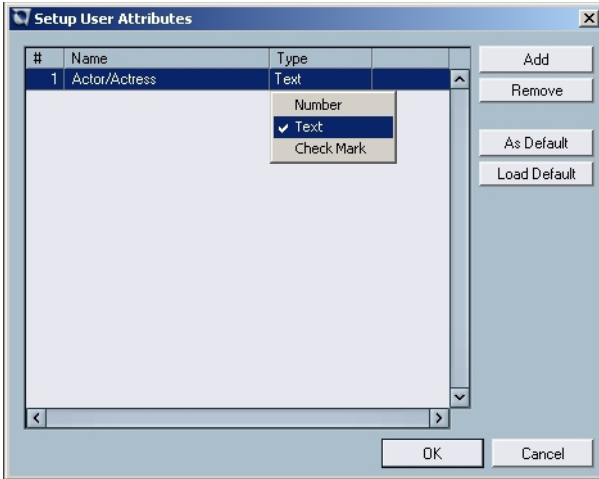 Setup User Attributes
# Name Type
1 Actor/Actress Text
Number
Text
Check Mark
Add
Remove
As Default
Load Default
OK Cancel